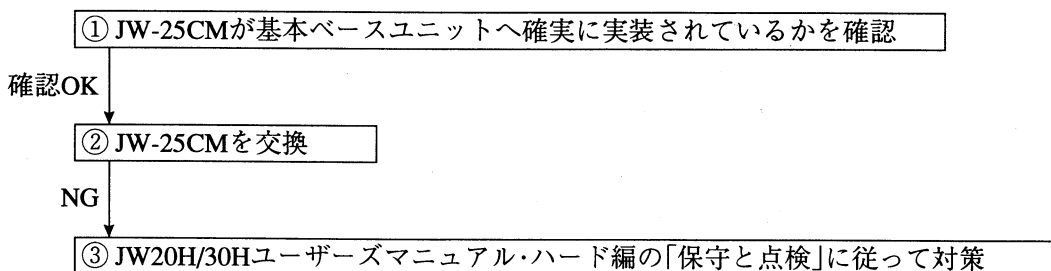 ① JW-25CMが基本ベースユニットへ確実に実装されているかを確認
確認OK
② JW-25CMを交換
NG
③ JW20H/30Hユーザーズマニュアル・ハード編の「保守と点検」に従って対策